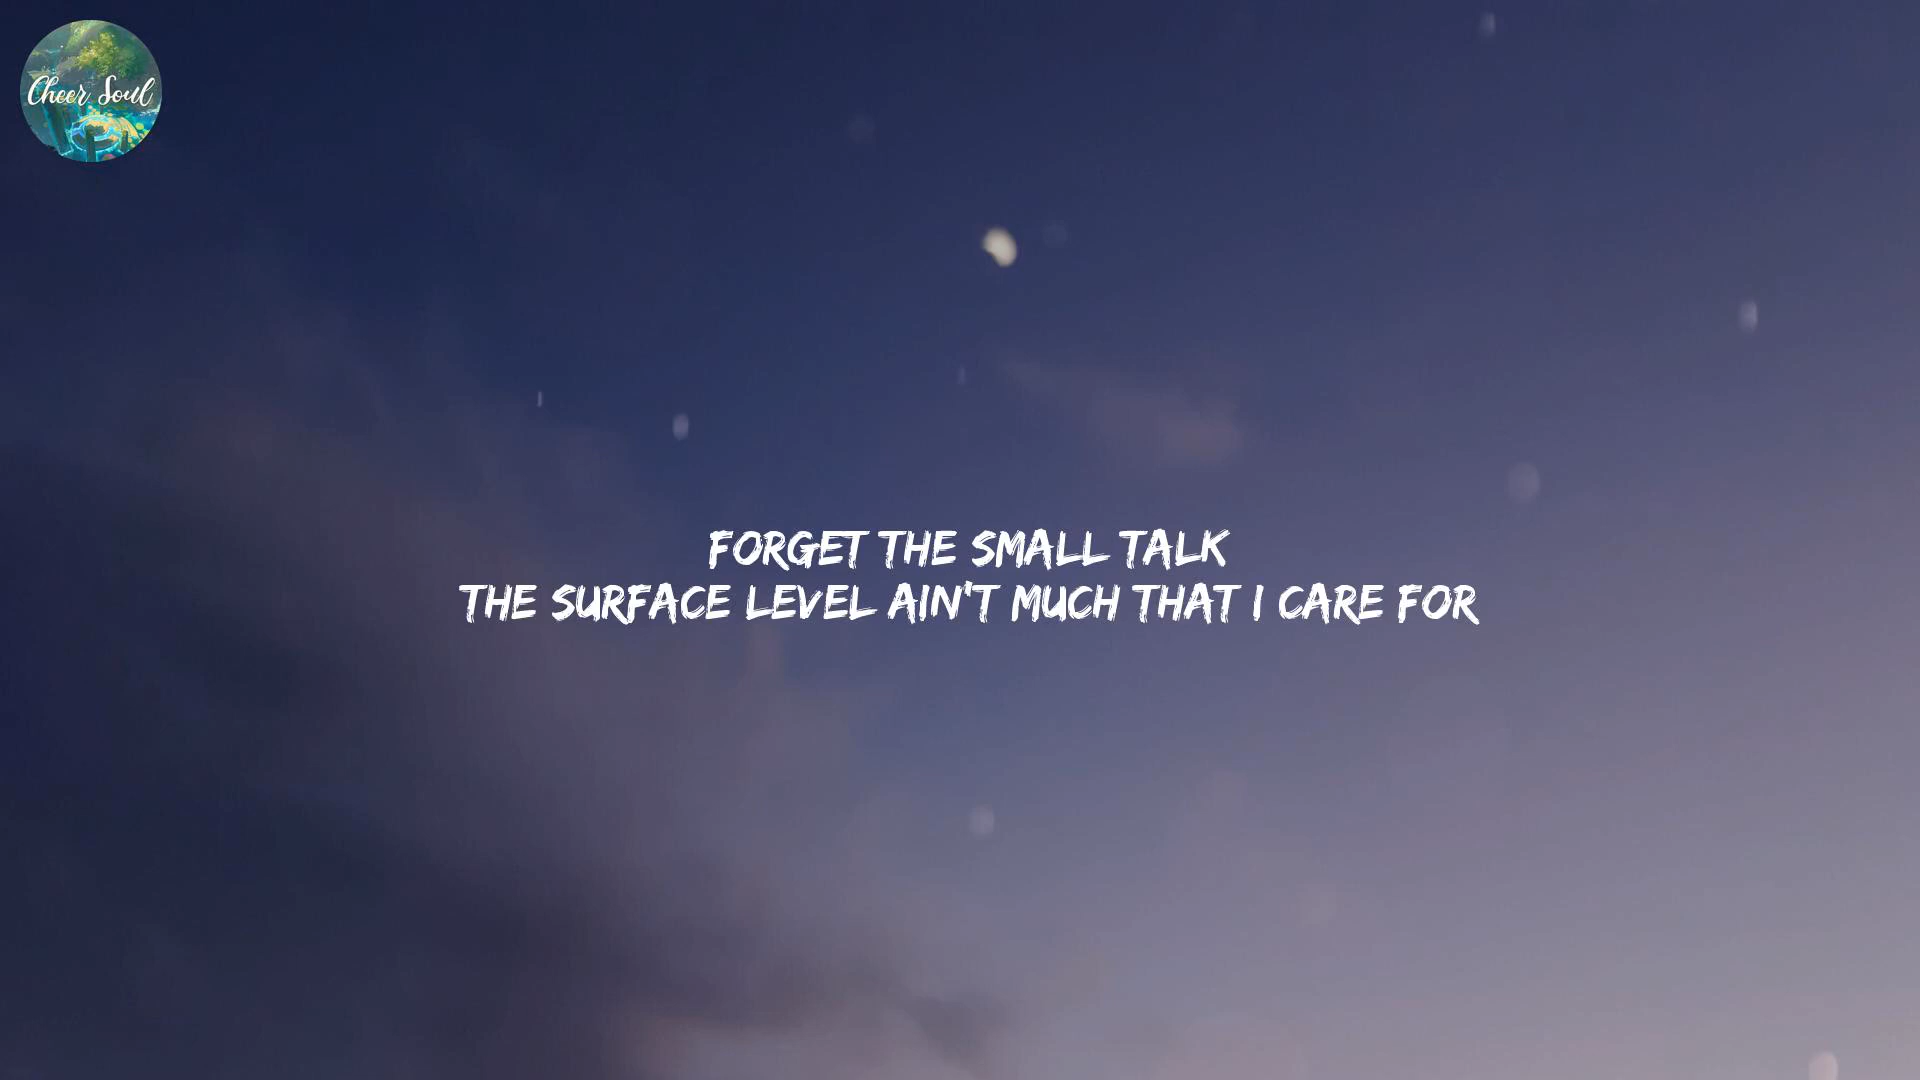 Cheer Soul
FORGET THE SMALL TALK
THE SURFACE LEVEL AIN'T MUCH THAT I CARE FOR